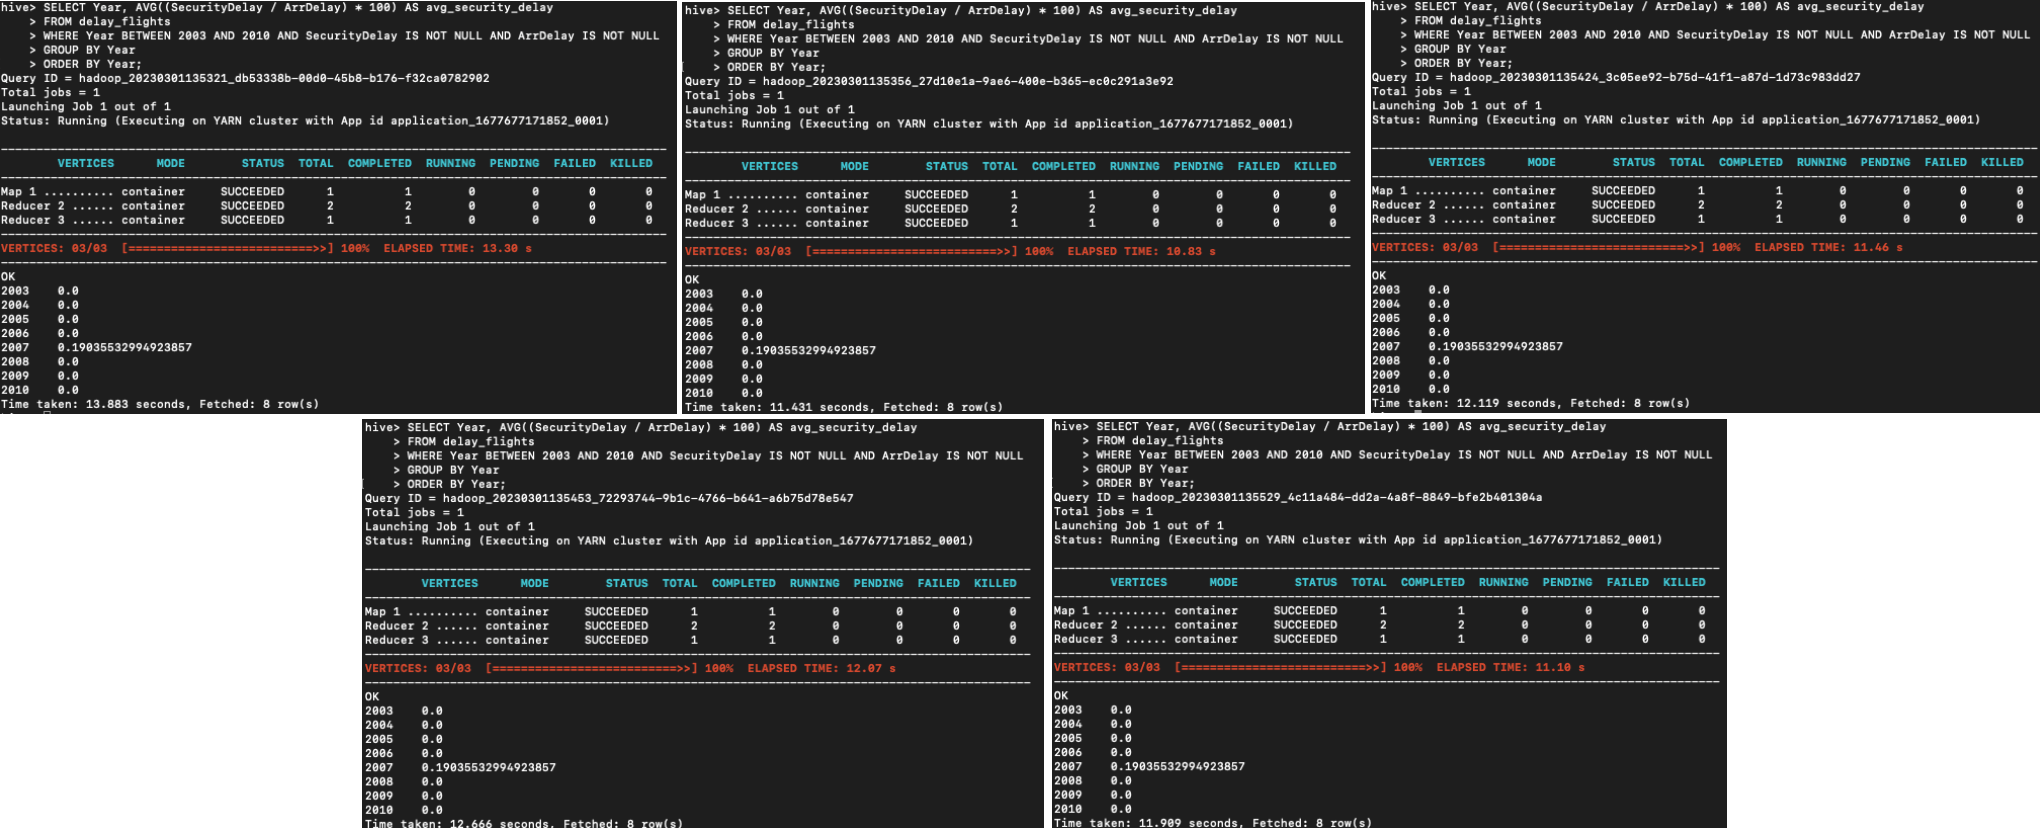 hive> SELECT Year, AVG((SecurityDelay / ArrDelay) * 100) AS avg_security_delay
> FROM delay_flights
> WHERE Year BETWEEN 2003 AND 2010 AND SecurityDelay IS NOT NULL AND ArrDelay IS NOT NULL
> GROUP BY Year
> ORDER BY Year;
Query ID = hadoop_20230301135321_db53338b-00d0-45b8-b176-f32ca0782902
Total jobs = 1
Launching Job 1 out of 1
Status: Running (Executing on YARN cluster with App id application_1677677171852_0001)
VERTICES MODE STATUS TOTAL COMPLETED RUNNING PENDING FAILED KILLED
Map 1 .......... container SUCCEEDED 1 1 0 0 0 0
Reducer 2 ...... container SUCCEEDED 2 2 0 0 0 0
Reducer 3 ...... container SUCCEEDED 1 1 0 0 0 0
VERTICES: 03/03 [==========================>>] 100% ELAPSED TIME: 13.30 s
OK
2003 0.0
2004 0.0
2005 0.0
2006 0.0
2007 0.19035532994923857
2008 0.0
2009 0.0
2010 0.0
Time taken: 13.883 seconds, Fetched: 8 row(s)
hive> SELECT Year, AVG((SecurityDelay / ArrDelay) * 100) AS avg_security_delay
> FROM delay_flights
> WHERE Year BETWEEN 2003 AND 2010 AND SecurityDelay IS NOT NULL AND ArrDelay IS NOT NULL
> GROUP BY Year
> ORDER BY Year;
Query ID = hadoop_20230301135356_27d10e1a-9ae6-400e-b365-ec0c291a3e92
Total jobs = 1
Launching Job 1 out of 1
Status: Running (Executing on YARN cluster with App id application_1677677171852_0001)
VERTICES MODE STATUS TOTAL COMPLETED RUNNING PENDING FAILED KILLED
Map 1 .......... container SUCCEEDED 1 1 0 0 0 0
Reducer 2 ...... container SUCCEEDED 2 2 0 0 0 0
Reducer 3 ...... container SUCCEEDED 1 1 0 0 0 0
VERTICES: 03/03 [==========================>>] 100% ELAPSED TIME: 10.83 s
OK
2003 0.0
2004 0.0
2005 0.0
2006 0.0
2007 0.19035532994923857
2008 0.0
2009 0.0
2010 0.0
Time taken: 11.431 seconds, Fetched: 8 row(s)
hive> SELECT Year, AVG((SecurityDelay / ArrDelay) * 100) AS avg_security_delay
> FROM delay_flights
> WHERE Year BETWEEN 2003 AND 2010 AND SecurityDelay IS NOT NULL AND ArrDelay IS NOT NULL
> GROUP BY Year
> ORDER BY Year;
Query ID = hadoop_20230301135424_3c05ee92-b75d-41f1-a87d-1d73c983dd27
Total jobs = 1
Launching Job 1 out of 1
Status: Running (Executing on YARN cluster with App id application_1677677171852_0001)
VERTICES MODE STATUS TOTAL COMPLETED RUNNING PENDING FAILED KILLED
Map 1 .......... container SUCCEEDED 1 1 0 0 0 0
Reducer 2 ...... container SUCCEEDED 2 2 0 0 0 0
Reducer 3 ...... container SUCCEEDED 1 1 0 0 0 0
VERTICES: 03/03 [==========================>>] 100% ELAPSED TIME: 11.46 s
OK
2003 0.0
2004 0.0
2005 0.0
2006 0.0
2007 0.19035532994923857
2008 0.0
2009 0.0
2010 0.0
Time taken: 12.119 seconds, Fetched: 8 row(s)
hive> SELECT Year, AVG((SecurityDelay / ArrDelay) * 100) AS avg_security_delay
> FROM delay_flights
> WHERE Year BETWEEN 2003 AND 2010 AND SecurityDelay IS NOT NULL AND ArrDelay IS NOT NULL
> GROUP BY Year
> ORDER BY Year;
Query ID = hadoop_20230301135453_72293744-9b1c-4766-b641-a6b75d78e547
Total jobs = 1
Launching Job 1 out of 1
Status: Running (Executing on YARN cluster with App id application_1677677171852_0001)
VERTICES MODE STATUS TOTAL COMPLETED RUNNING PENDING FAILED KILLED
Map 1 .......... container SUCCEEDED 1 1 0 0 0 0
Reducer 2 ...... container SUCCEEDED 2 2 0 0 0 0
Reducer 3 ...... container SUCCEEDED 1 1 0 0 0 0
VERTICES: 03/03 [==========================>>] 100% ELAPSED TIME: 12.07 s
OK
2003 0.0
2004 0.0
2005 0.0
2006 0.0
2007 0.19035532994923857
2008 0.0
2009 0.0
2010 0.0
Time taken: 12.666 seconds, Fetched: 8 row(s)
hive> SELECT Year, AVG((SecurityDelay / ArrDelay) * 100) AS avg_security_delay
> FROM delay_flights
> WHERE Year BETWEEN 2003 AND 2010 AND SecurityDelay IS NOT NULL AND ArrDelay IS NOT NULL
> GROUP BY Year
> ORDER BY Year;
Query ID = hadoop_20230301135529_4c11a484-dd2a-4a8f-8849-bfe2b401304a
Total jobs = 1
Launching Job 1 out of 1
Status: Running (Executing on YARN cluster with App id application_1677677171852_0001)
VERTICES MODE STATUS TOTAL COMPLETED RUNNING PENDING FAILED KILLED
Map 1 .......... container SUCCEEDED 1 1 0 0 0 0
Reducer 2 ...... container SUCCEEDED 2 2 0 0 0 0
Reducer 3 ...... container SUCCEEDED 1 1 0 0 0 0
VERTICES: 03/03 [==========================>>] 100% ELAPSED TIME: 11.10 s
OK
2003 0.0
2004 0.0
2005 0.0
2006 0.0
2007 0.19035532994923857
2008 0.0
2009 0.0
2010 0.0
Time taken: 11.909 seconds, Fetched: 8 row(s)